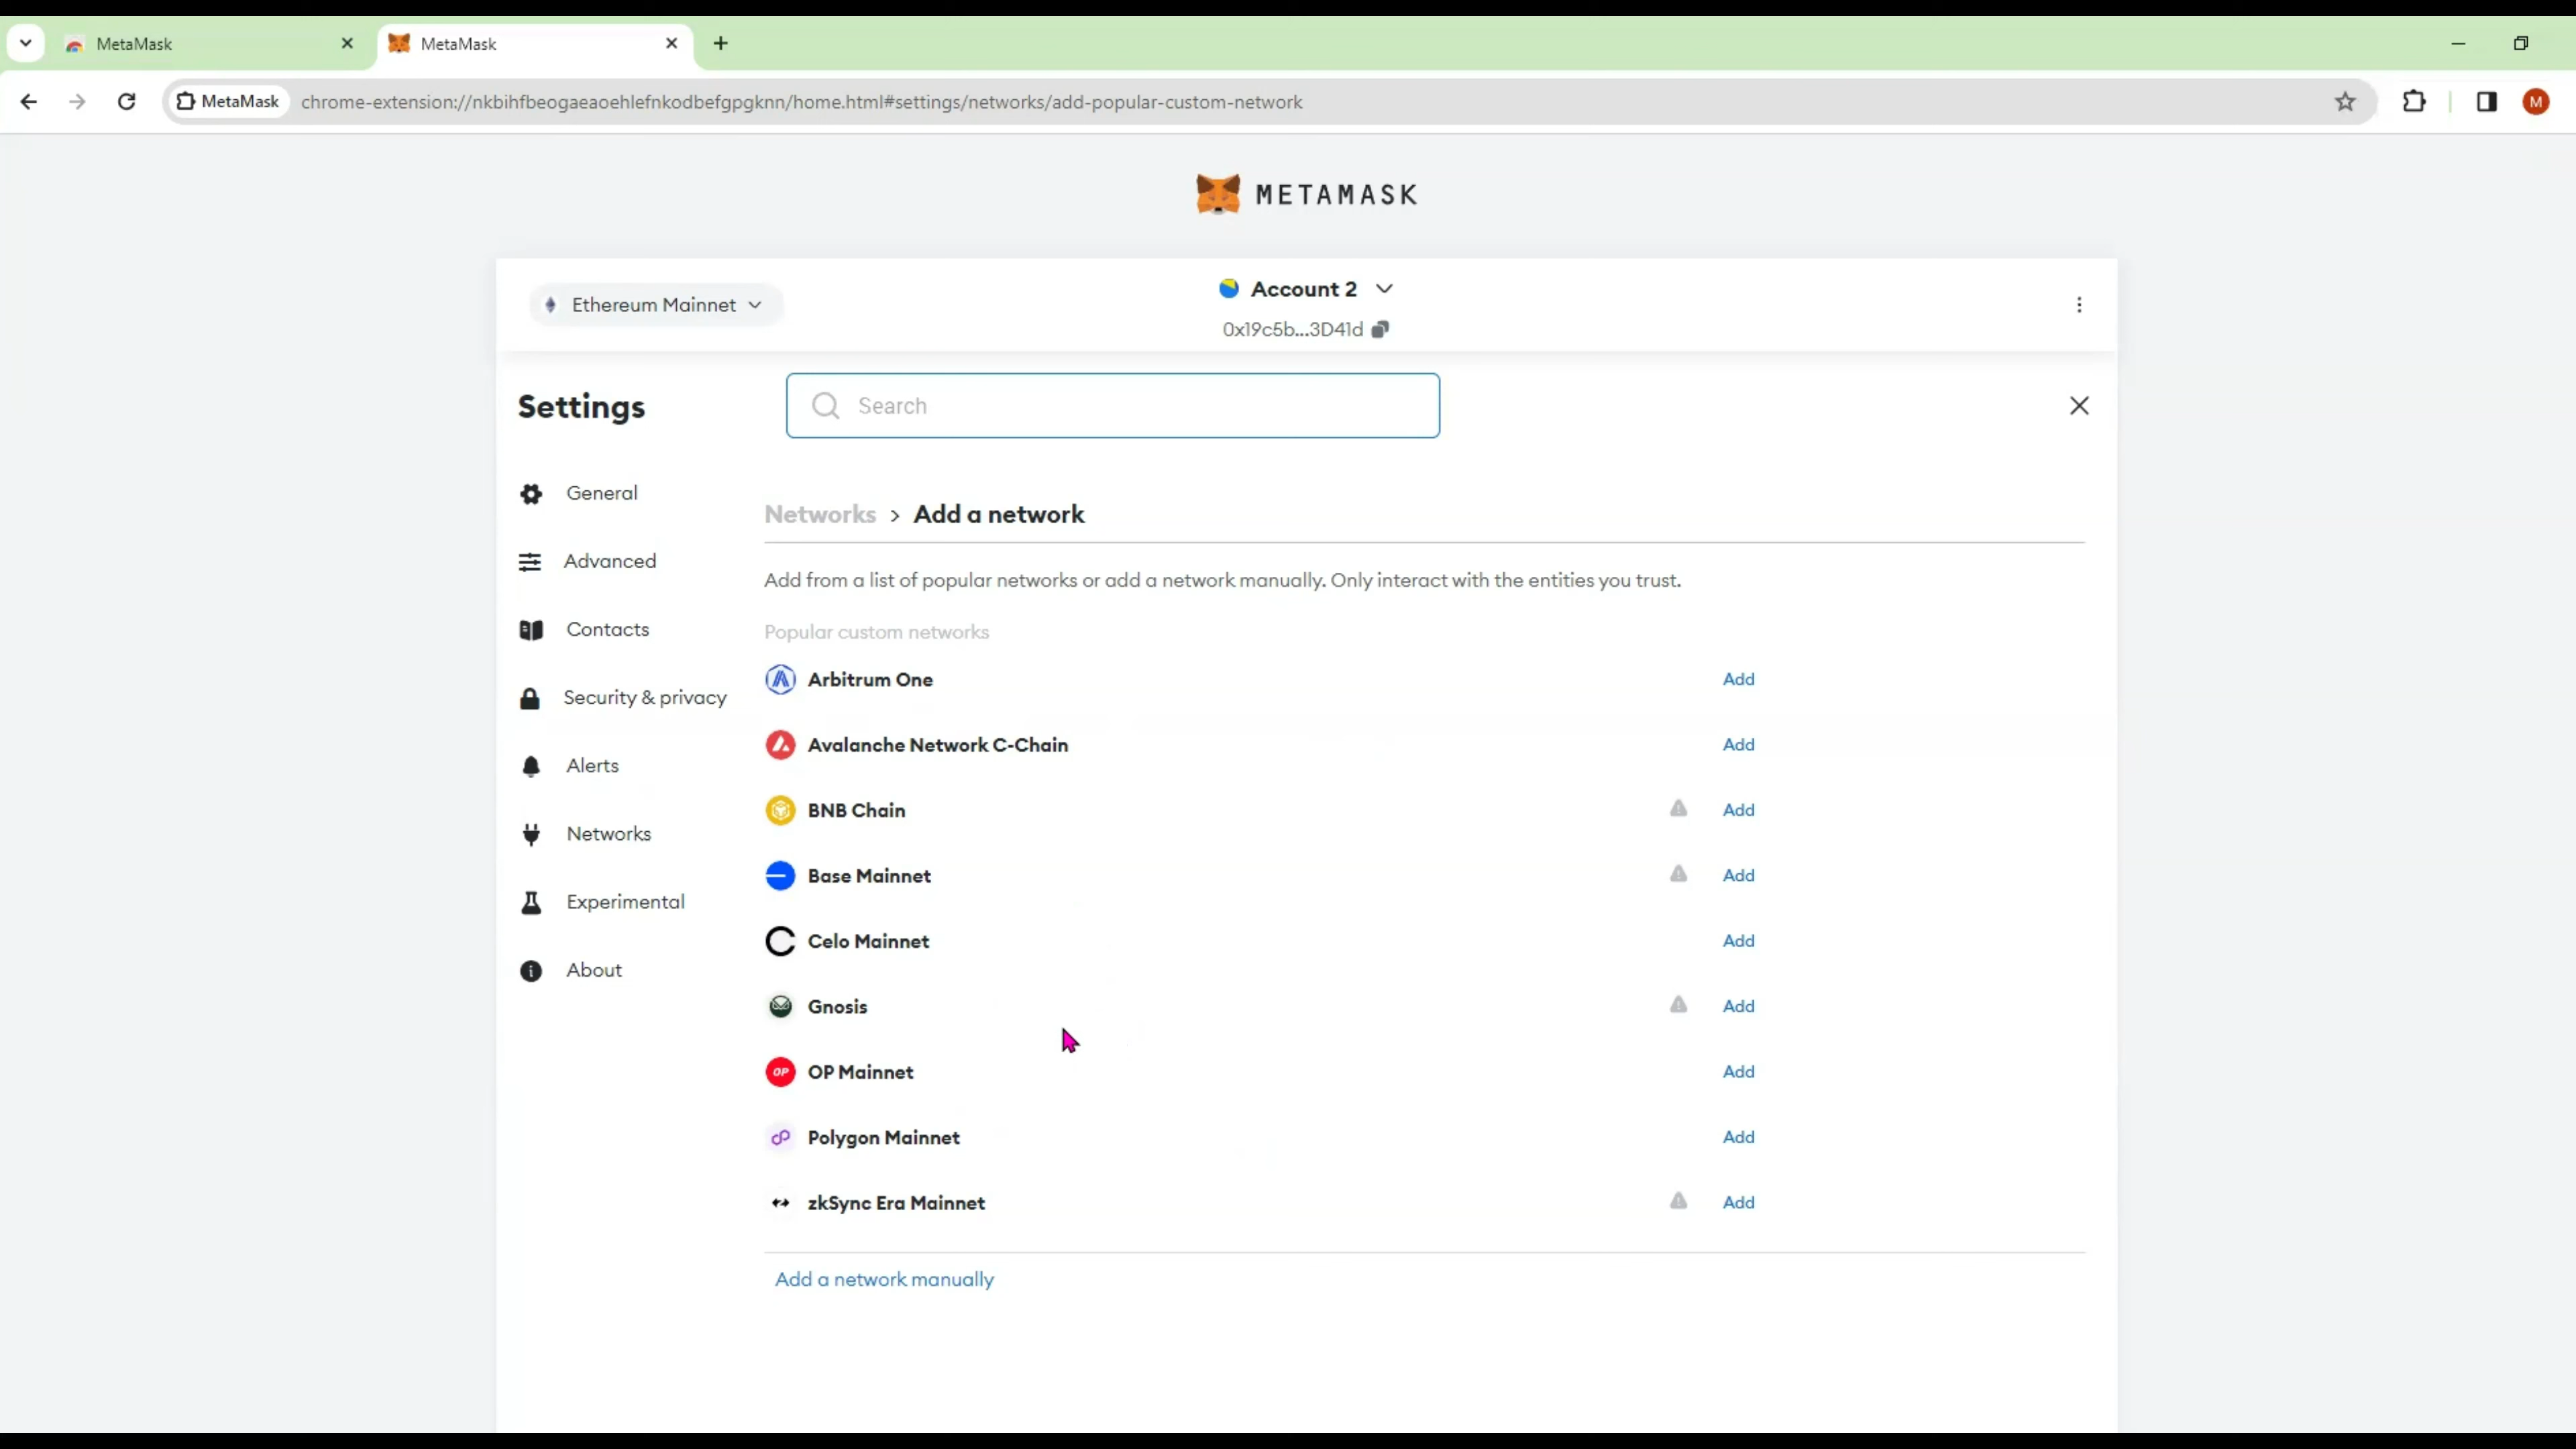 MetaMask
MetaMask
MetaMask
chrome-extension://nkbihfbeogaeaoehlefnkodbefgpgknn/home.html#settings/networks/add-popular-custom-network
M
METAMASK
Ethereum Mainnet
Account 2
0x19c5b...3D41d
Settings
Search
General
Advanced
Contacts
Security & privacy
Alerts
Networks
Experimental
About
Networks > Add a network
Add from a list of popular networks or add a network manually. Only interact with the entities you trust.
Popular custom networks
Arbitrum One Add
Avalanche Network C-Chain Add
BNB Chain Add
Base Mainnet Add
Celo Mainnet Add
Gnosis Add
OP OP Mainnet Add
Polygon Mainnet Add
zkSync Era Mainnet Add
Add a network manually